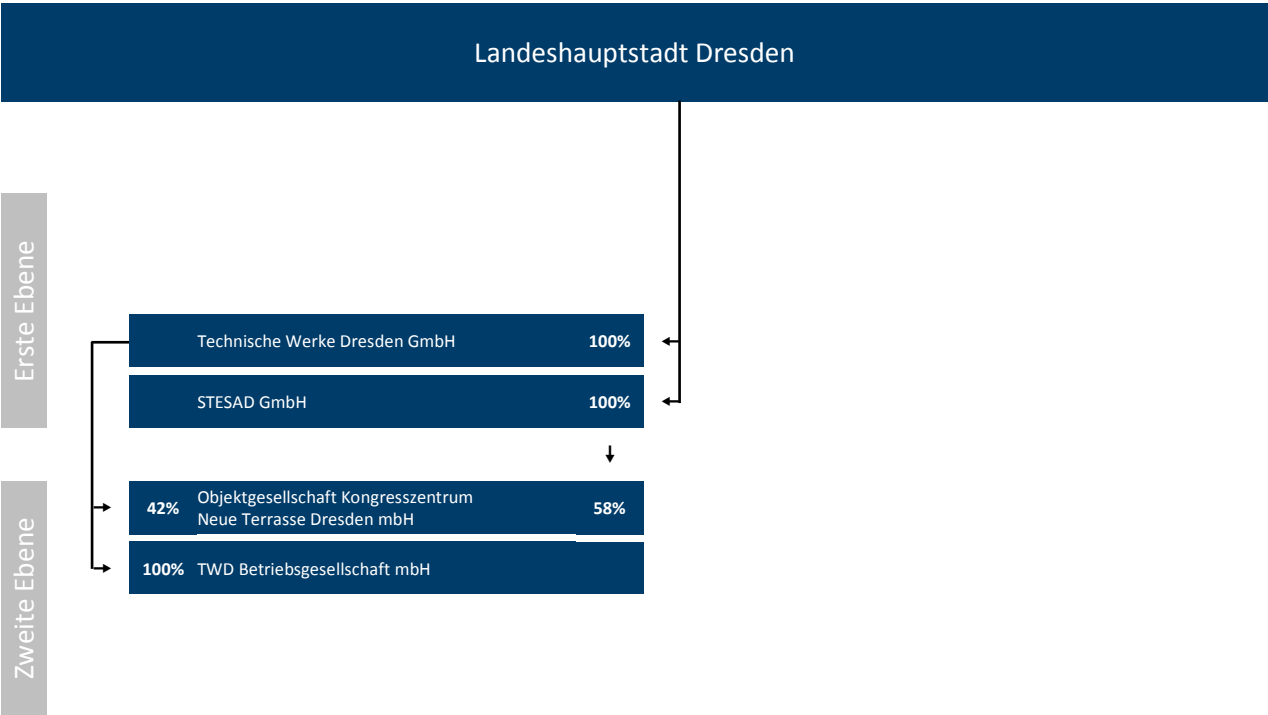 Landeshauptstadt Dresden
Erste Ebene
Technische Werke Dresden GmbH 100%
STESAD GmbH 100%
Zweite Ebene
42% Objektgesellschaft Kongresszentrum 58%
Neue Terrasse Dresden mbH
100% TWD Betriebsgesellschaft mbH